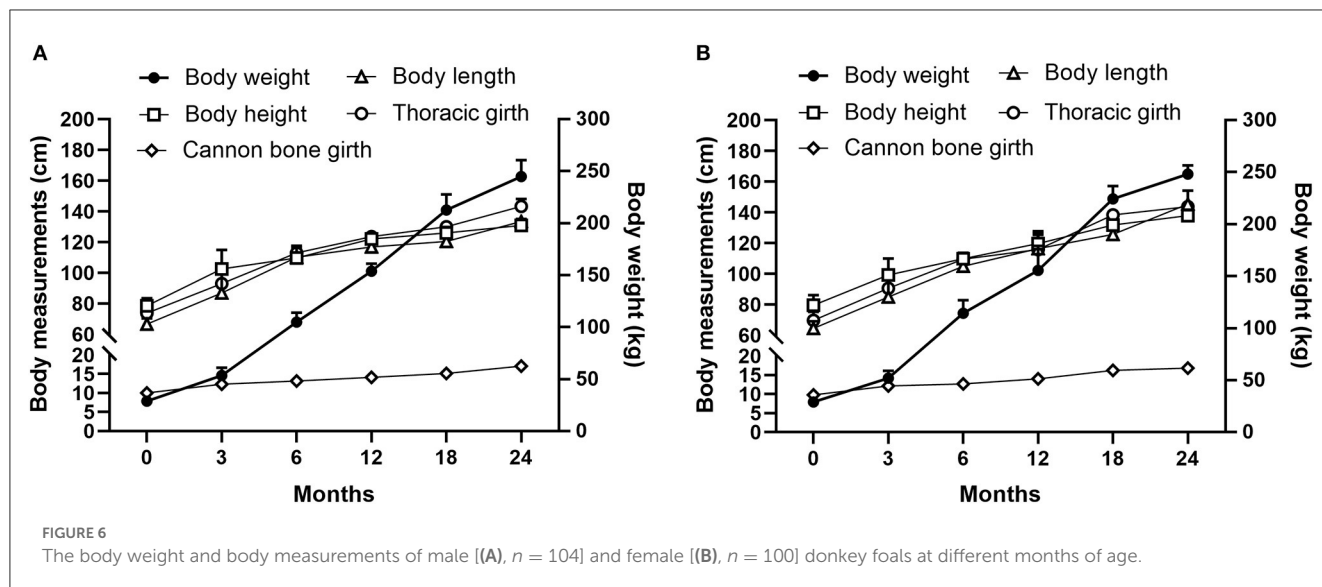 A
Body weight
Body length
Body height
Thoracic girth
Cannon bone girth
200
180
160
140
120
100
80
60
20
15
10
5
0
Body measurements (cm)
300
250
200
150
100
50
0
Body weight (kg)
0 3 6 12 18 24
Months
B
Body weight
Body length
Body height
Thoracic girth
Cannon bone girth
200
180
160
140
120
100
80
60
20
15
10
5
0
Body measurements (cm)
300
250
200
150
100
50
0
Body weight (kg)
0 3 6 12 18 24
Months
FIGURE 6
The body weight and body measurements of male [(A), n = 104] and female [(B), n = 100] donkey foals at different months of age.